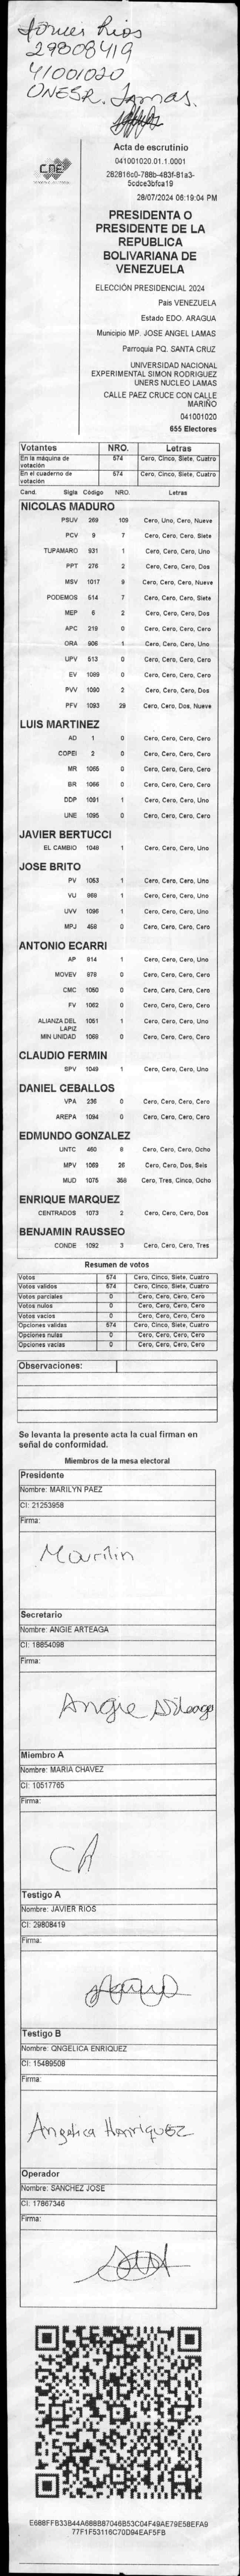 Javier Rios
29808419
41001020
UNESR. Lamas.
CNE
Acta de escrutinio
041001020.01.1.0001
28/07/2024 06:19:04 PM
PRESIDENTA O
PRESIDENTE DE LA
REPUBLICA
BOLIVARIANA DE
VENEZUELA
ELECCIÓN PRESIDENCIAL 2024
Pais VENEZUELA
Estado EDO. ARAGUA
Municipio MP. JOSE ANGEL LAMAS
Parroquia PQ. SANTA CRUZ
UNIVERSIDAD NACIONAL
EXPERIMENTAL SIMON RODRIGUEZ
UNERS NUCLEO LAMAS
CALLE PAEZ CRUCE CON CALLE
MARIÑO
041001020
655 Electores
Votantes NRO. Letras
En la máquina de votación 574 Cero, Cinco, Siete, Cuatro
En el cuaderno de votación 574 Cero, Cinco, Siete, Cuatro
Cand. Sigla Código NRO. Letras
NICOLAS MADURO
PSUV 269 109 Cero, Uno, Cero, Nueve
PCV 9 7 Cero, Cero, Cero, Siete
TUPAMARO 931 1 Cero, Cero, Cero, Uno
PPT 276 2 Cero, Cero, Cero, Dos
MSV 1017 9 Cero, Cero, Cero, Nueve
PODEMOS 514 7 Cero, Cero, Cero, Siete
MEP 6 2 Cero, Cero, Cero, Dos
APC 219 0 Cero, Cero, Cero, Cero
ORA 906 1 Cero, Cero, Cero, Uno
UPV 513 0 Cero, Cero, Cero, Cero
EV 1089 0 Cero, Cero, Cero, Cero
PVV 1090 2 Cero, Cero, Cero, Dos
PFV 1093 29 Cero, Cero, Dos, Nueve
LUIS MARTINEZ
AD 1 0 Cero, Cero, Cero, Cero
COPEI 2 0 Cero, Cero, Cero, Cero
MR 1065 0 Cero, Cero, Cero, Cero
BR 1066 0 Cero, Cero, Cero, Cero
DDP 1091 1 Cero, Cero, Cero, Uno
UNE 1095 0 Cero, Cero, Cero, Cero
JAVIER BERTUCCI
EL CAMBIO 1048 1 Cero, Cero, Cero, Uno
JOSE BRITO
PV 1053 1 Cero, Cero, Cero, Uno
VU 969 1 Cero, Cero, Cero, Uno
UVV 1096 1 Cero, Cero, Cero, Uno
MPJ 458 0 Cero, Cero, Cero, Cero
ANTONIO ECARRI
AP 814 1 Cero, Cero, Cero, Uno
MOVEV 879 0 Cero, Cero, Cero, Cero
CMC 1050 0 Cero, Cero, Cero, Cero
FV 1062 0 Cero, Cero, Cero, Cero
ALIANZA DEL LAPIZ 1051 1 Cero, Cero, Cero, Uno
MIN UNIDAD 1068 0 Cero, Cero, Cero, Cero
CLAUDIO FERMIN
SPV 1049 1 Cero, Cero, Cero, Uno
DANIEL CEBALLOS
VPA 236 0 Cero, Cero, Cero, Cero
AREPA 1094 0 Cero, Cero, Cero, Cero
EDMUNDO GONZALEZ
UNTC 460 8 Cero, Cero, Cero, Ocho
MPV 1069 26 Cero, Cero, Dos, Seis
MUD 1075 358 Cero, Tres, Cinco, Ocho
ENRIQUE MARQUEZ
CENTRADOS 1073 2 Cero, Cero, Cero, Dos
BENJAMIN RAUSSEO
CONDE 1092 3 Cero, Cero, Cero, Tres
Resumen de votos
Votos 574 Cero, Cinco, Siete, Cuatro
Votos validos 574 Cero, Cinco, Siete, Cuatro
Votos parciales 0 Cero, Cero, Cero, Cero
Votos nulos 0 Cero, Cero, Cero, Cero
Votos vacios 0 Cero, Cero, Cero, Cero
Opciones validas 574 Cero, Cinco, Siete, Cuatro
Opciones nulas 0 Cero, Cero, Cero, Cero
Opciones vacias 0 Cero, Cero, Cero, Cero
Observaciones:
Se levanta la presente acta la cual firman en
señal de conformidad.
Miembros de la mesa electoral
Presidente
Nombre: MARILYN PAEZ
CI: 21253958
Firma:
Marilin
Secretario
Nombre: ANGIE ARTEAGA
CI: 18854098
Firma:
Angie Arteaga
Miembro A
Nombre: MARIA CHAVEZ
CI: 10517765
Firma:
Testigo A
Nombre: JAVIER RIOS
CI: 29808419
Firma:
Testigo B
Nombre: QNGELICA ENRIQUEZ
CI: 15489508
Firma:
Angelica Henriquez
Operador
Nombre: SANCHEZ JOSE
CI: 17867346
Firma: